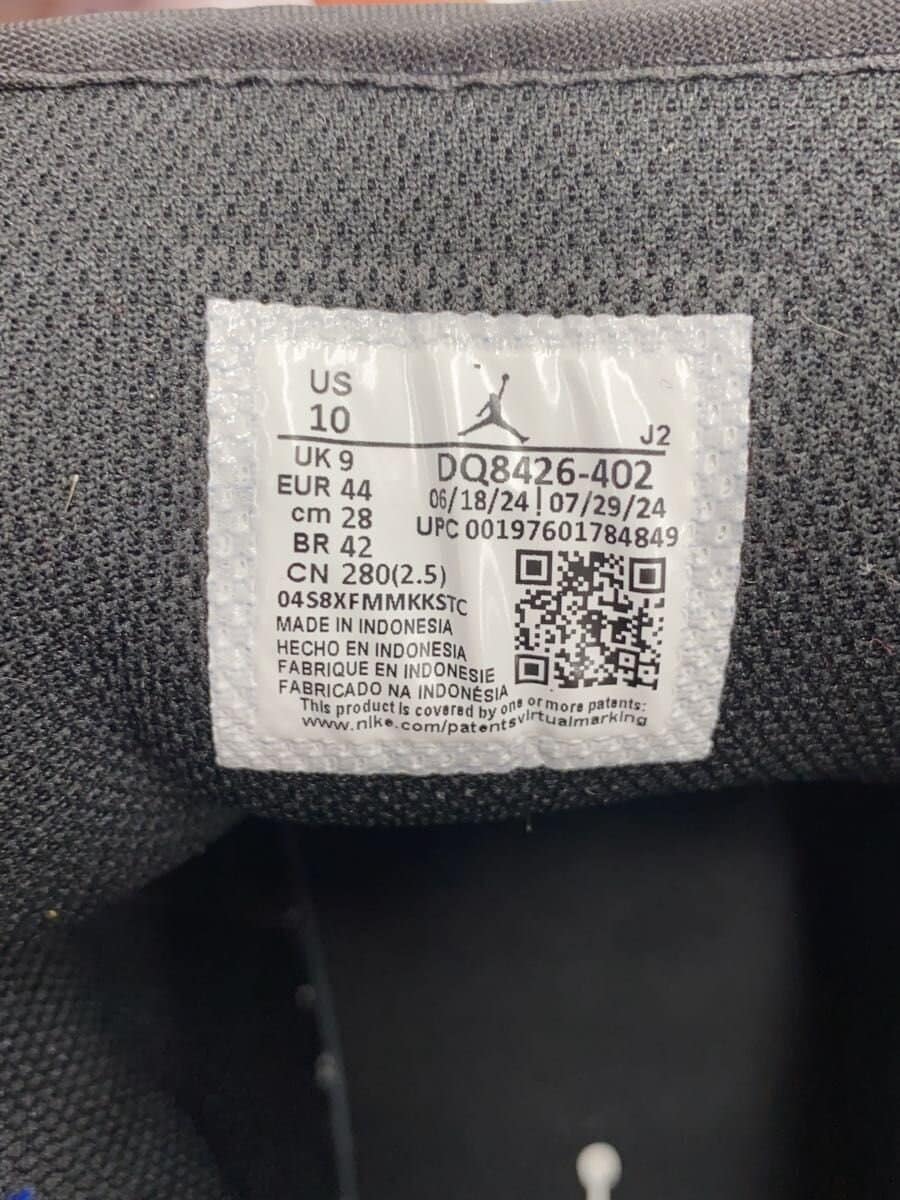 US
10
J2
UK 9
DQ8426-402
EUR 44
06/18/24 | 07/29/24
cm 28
UPC 00197601784849
BR 42
CN 280(2.5)
04S8XFMMKKSTC
MADE IN INDONESIA
HECHO EN INDONESIA
FABRIQUE EN INDONESIE
FABRICADO NA INDONÉSIA
This product is covered by one or more patents:
www.nike.com/patentsvirtualmarking